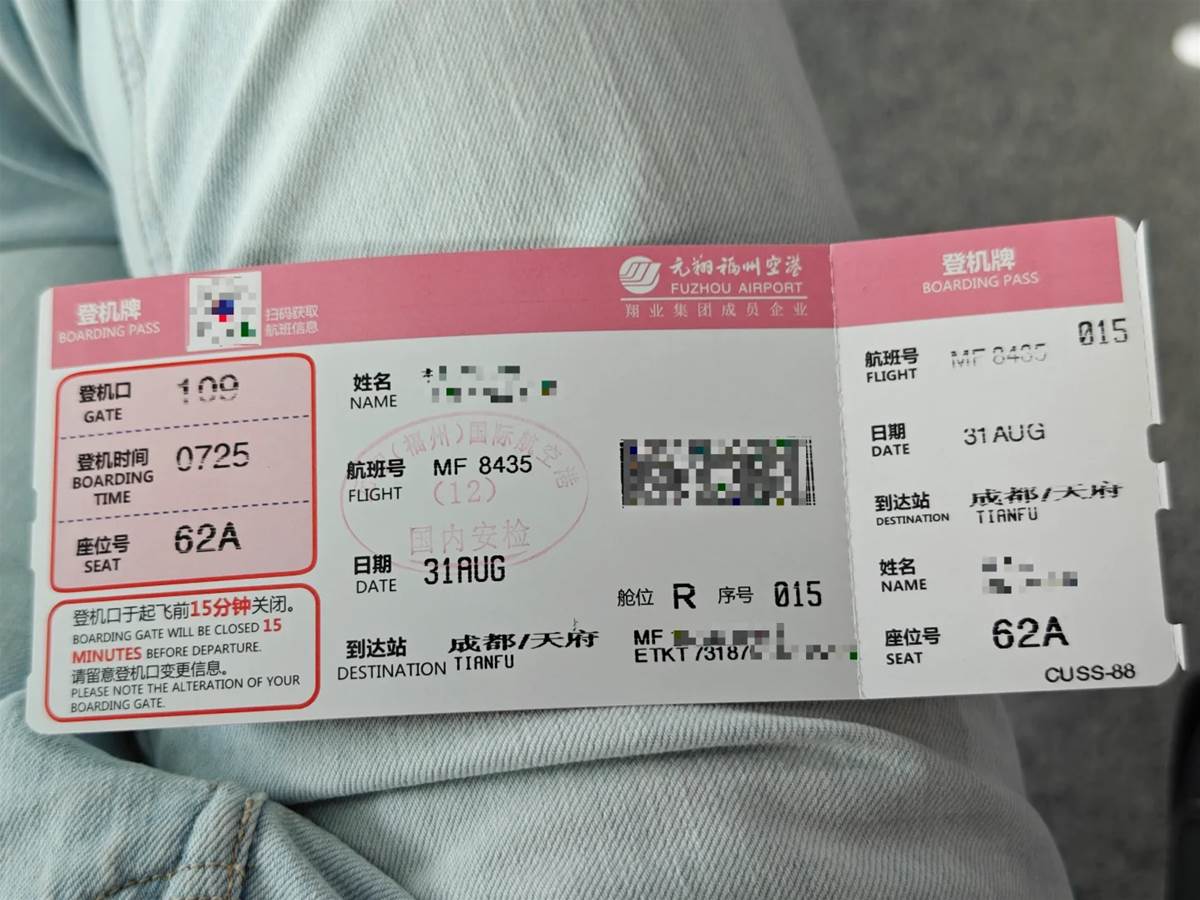 登机牌
BOARDING PASS
扫码获取
航班信息
元翔福州空港
FUZHOU AIRPORT
翔业集团成员企业
登机口
GATE
109
登机时间
BOARDING
TIME
0725
座位号
SEAT
62A
登机口于起飞前15分钟关闭。
BOARDING GATE WILL BE CLOSED 15
MINUTES BEFORE DEPARTURE.
请留意登机口变更信息。
PLEASE NOTE THE ALTERATION OF YOUR
BOARDING GATE.
姓名
NAME
航班号
FLIGHT
MF 8435
(福州)国际航空港
(12)
国内安检
日期
DATE
31AUG
到达站
DESTINATION
成都/天府
TIANFU
舱位 R 序号 015
MF
ETKT 73187
登机牌
BOARDING PASS
015
航班号
FLIGHT
MF 8435
日期
DATE
31AUG
到达站
DESTINATION
成都/天府
TIANFU
姓名
NAME
座位号
SEAT
62A
CUSS-88